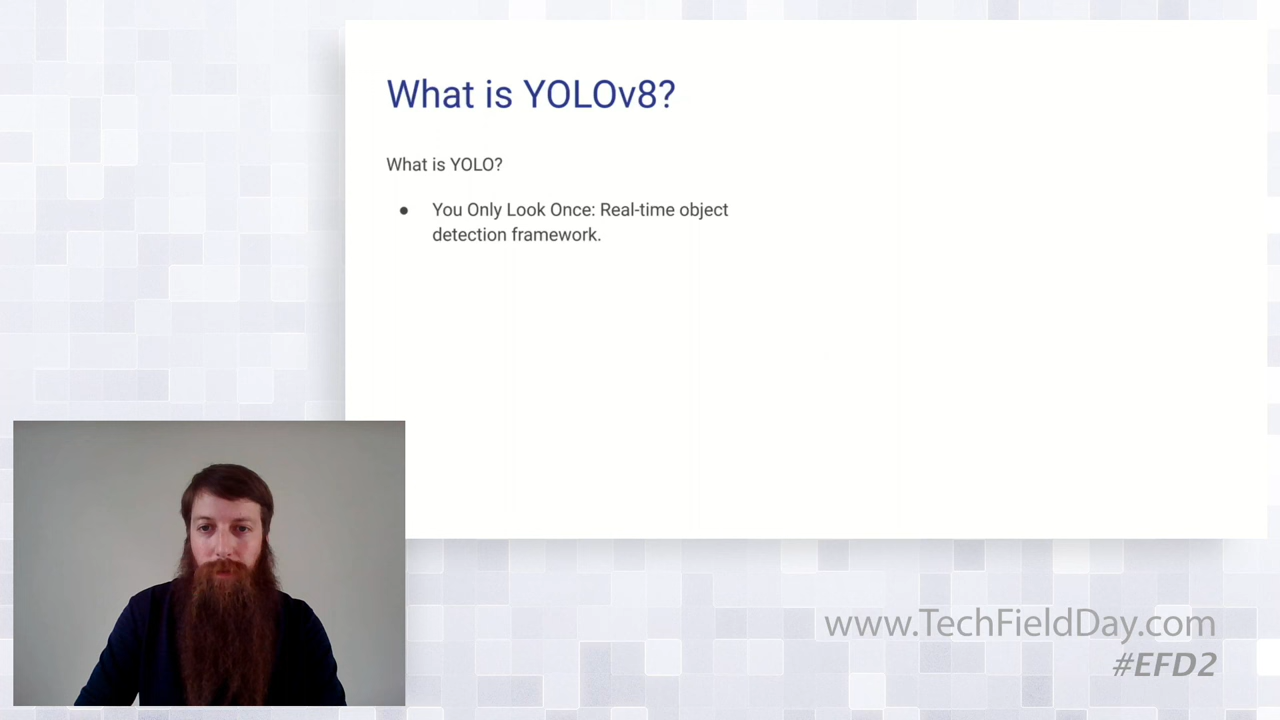 What is YOLOv8?
What is YOLO?
● You Only Look Once: Real-time object
detection framework.
www.TechFieldDay.com
#EFD2